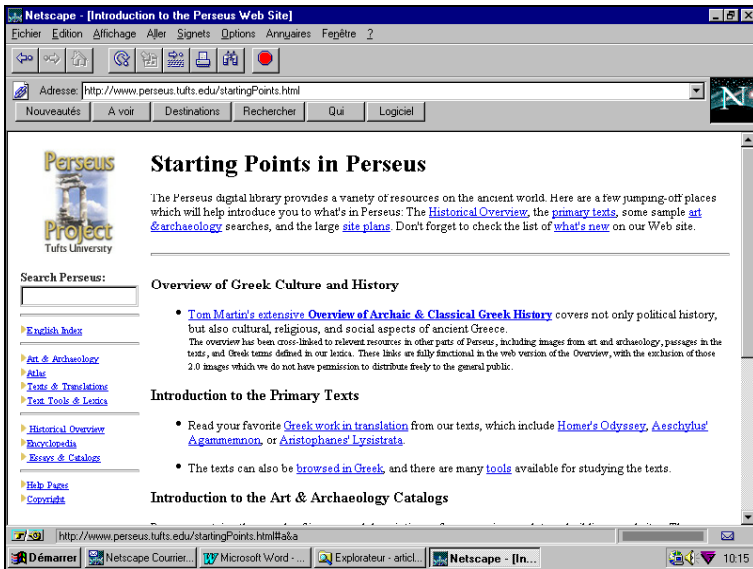 Netscape - [Introduction to the Perseus Web Site]
Fichier Edition Affichage Aller Signets Options Annuaires Fenêtre ?
Adresse: http://www.perseus.tufts.edu/startingPoints.html
N
Nouveautés A voir Destinations Rechercher Qui Logiciel
Perseus
Project
Tufts University
Search Perseus:
English Index
Art & Archaeology
Atlas
Texts & Translations
Text Tools & Lexica
Historical Overview
Encyclopedia
Essays & Catalogs
Help Pages
Copyright
Starting Points in Perseus
The Perseus digital library provides a variety of resources on the ancient world. Here are a few jumping-off places
which will help introduce you to what's in Perseus: The Historical Overview, the primary texts, some sample art
& archaeology searches, and the large site plans. Don't forget to check the list of what's new on our Web site.
Overview of Greek Culture and History
• Tom Martin's extensive Overview of Archaic & Classical Greek History covers not only political history,
but also cultural, religious, and social aspects of ancient Greece.
The overview has been cross-linked to relevant resources in other parts of Perseus, including images from art and archaeology, passages in the
texts, and Greek terms defined in our lexica. These links are fully functional in the web version of the Overview, with the exclusion of those
2.0 images which we do not have permission to distribute freely to the general public.
Introduction to the Primary Texts
• Read your favorite Greek work in translation from our texts, which include Homer's Odyssey, Aeschylus'
Agammemnon, or Aristophanes' Lysistrata.
• The texts can also be browsed in Greek, and there are many tools available for studying the texts.
Introduction to the Art & Archaeology Catalogs
http://www.perseus.tufts.edu/startingPoints.html#a&a
Démarrer Netscape Courrier... Microsoft Word - ... Explorateur - articl... Netscape - [In... 10:15